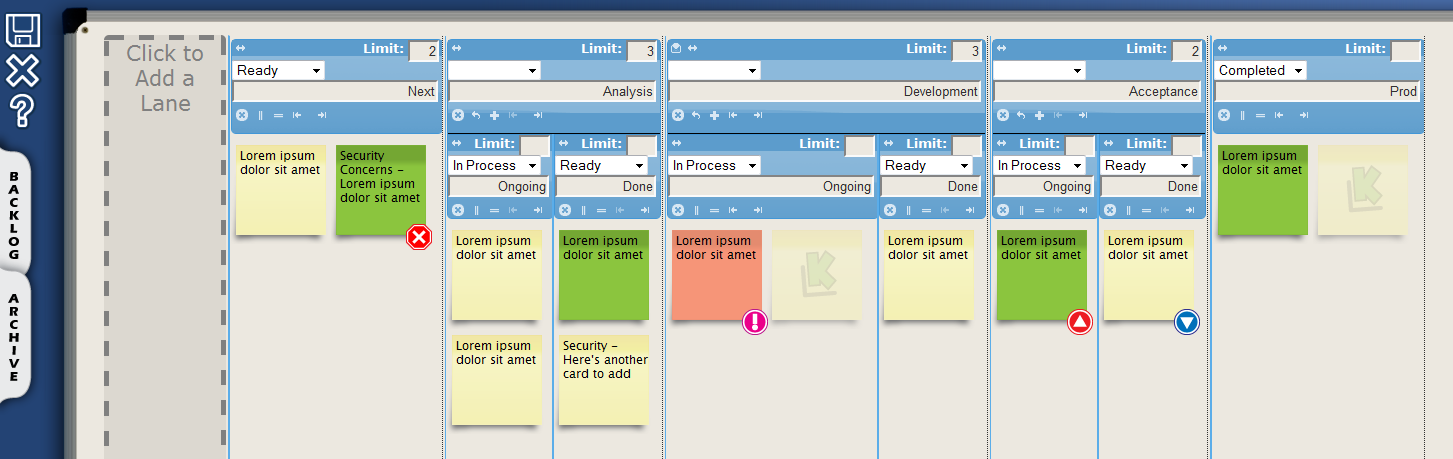 Click to
Add a
Lane
BACKLOG
ARCHIVE
Limit: 2
Ready
Next
Limit: 3
Analysis
Limit: 3
Development
Limit: 2
Acceptance
Limit:
Completed
Prod
Limit:
In Process
Ongoing
Limit:
Ready
Done
Limit:
In Process
Ongoing
Limit:
Ready
Done
Limit:
In Process
Ongoing
Limit:
Ready
Done
Lorem ipsum
dolor sit amet
Security
Concerns –
Lorem ipsum
dolor sit amet
Lorem ipsum
dolor sit amet
Lorem ipsum
dolor sit amet
Lorem ipsum
dolor sit amet
Security –
Here's another
card to add
Lorem ipsum
dolor sit amet
Lorem ipsum
dolor sit amet
Lorem ipsum
dolor sit amet
Lorem ipsum
dolor sit amet
Lorem ipsum
dolor sit amet